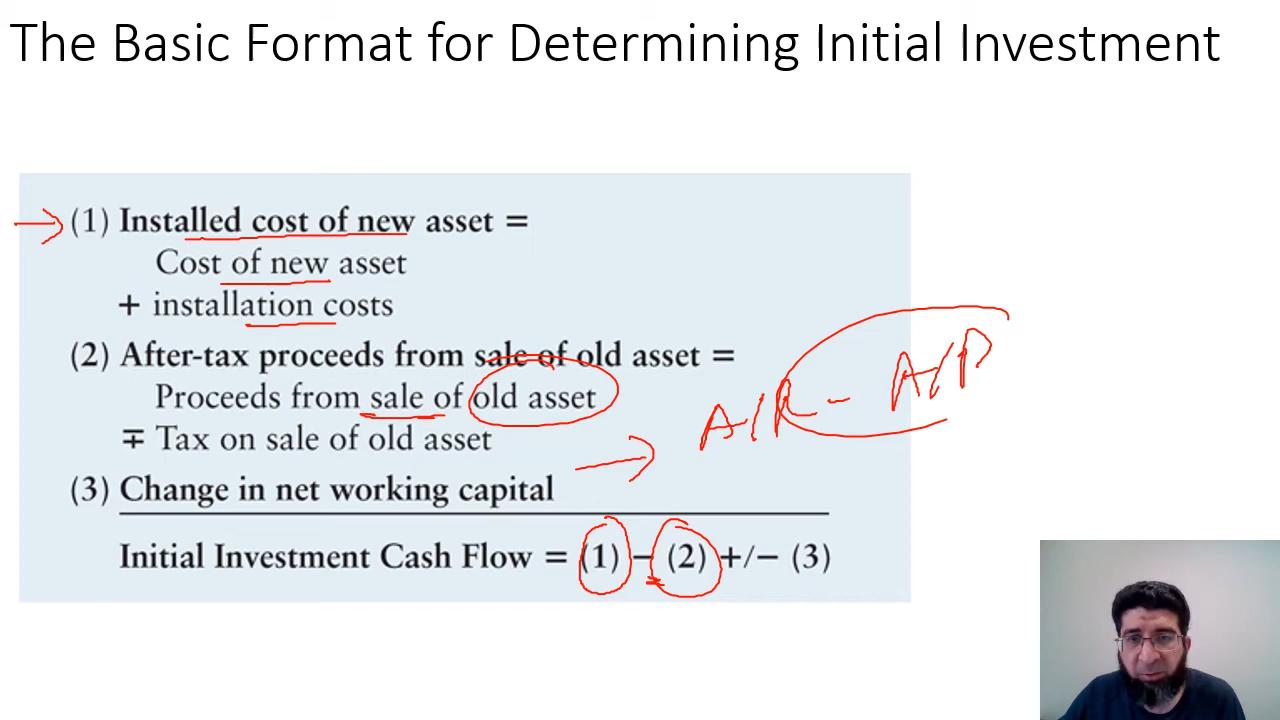 The Basic Format for Determining Initial Investment
(1) Installed cost of new asset =
Cost of new asset
+ installation costs
(2) After-tax proceeds from sale of old asset =
Proceeds from sale of old asset
∓ Tax on sale of old asset
(3) Change in net working capital
Initial Investment Cash Flow = (1) − (2) +/− (3)
A/R - A/P